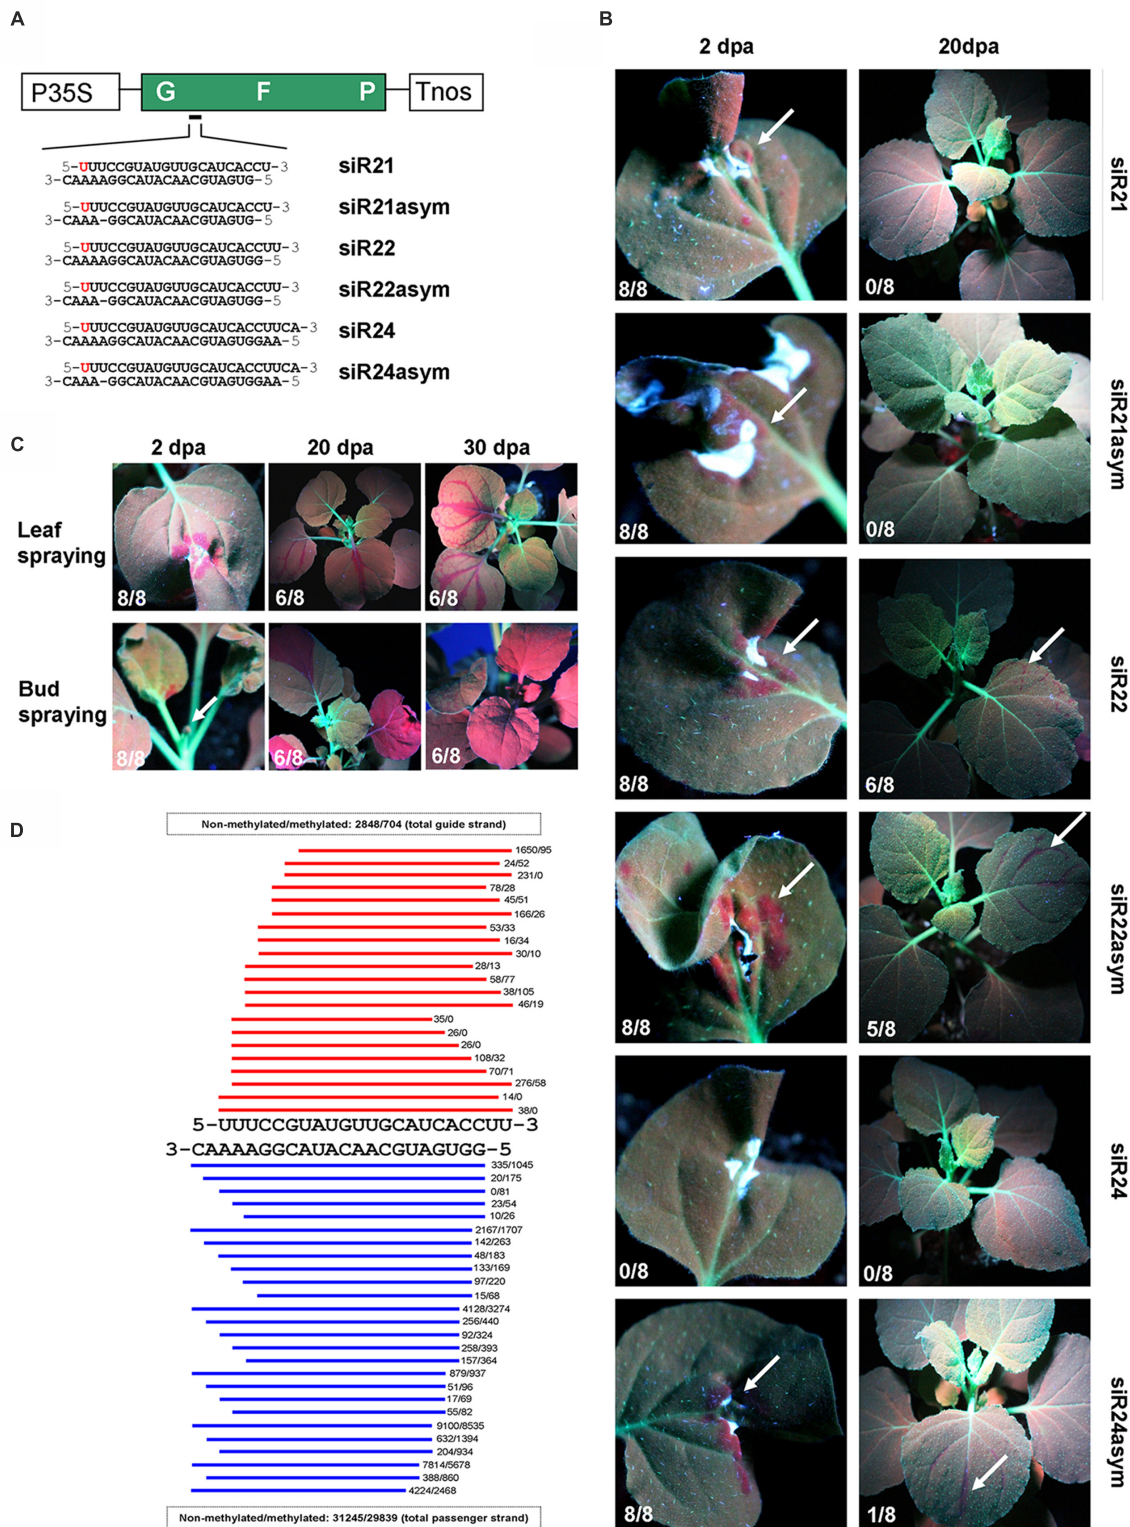 A
P35S G F P Tnos
5-UUUCCGUAUGUUGCAUCACCU-3
3-CAAAAGGCAUACAACGUAGUG-5
siR21
5-UUUCCGUAUGUUGCAUCACCU-3
3-CAAA-GGCAUACAACGUAGUG-5
siR21asym
5-UUUCCGUAUGUUGCAUCACCUU-3
3-CAAAAGGCAUACAACGUAGUGG-5
siR22
5-UUUCCGUAUGUUGCAUCACCUU-3
3-CAAA-GGCAUACAACGUAGUGG-5
siR22asym
5-UUUCCGUAUGUUGCAUCACCUUCA-3
3-CAAAAGGCAUACAACGUAGUGGAA-5
siR24
5-UUUCCGUAUGUUGCAUCACCUUCA-3
3-CAAA-GGCAUACAACGUAGUGGAA-5
siR24asym
B
2 dpa 20dpa
8/8 0/8 siR21
8/8 0/8 siR21asym
8/8 6/8 siR22
8/8 5/8 siR22asym
0/8 0/8 siR24
8/8 1/8 siR24asym
C
2 dpa 20 dpa 30 dpa
Leaf
spraying
8/8 6/8 6/8
Bud
spraying
8/8 6/8 6/8
D
Non-methylated/methylated: 2848/704 (total guide strand)
1650/95
24/52
231/0
78/28
45/51
166/26
53/33
16/34
30/10
28/13
58/77
38/105
46/19
35/0
26/0
26/0
108/32
70/71
276/58
14/0
38/0
5-UUUCCGUAUGUUGCAUCACCUU-3
3-CAAAAGGCAUACAACGUAGUGG-5
335/1045
20/175
0/81
23/54
10/26
2167/1707
142/263
48/183
133/169
97/220
15/68
4128/3274
256/440
92/324
258/393
157/364
879/937
51/96
17/69
55/82
9100/8535
632/1394
204/934
7814/5678
388/860
4224/2468
Non-methylated/methylated: 31245/29839 (total passenger strand)